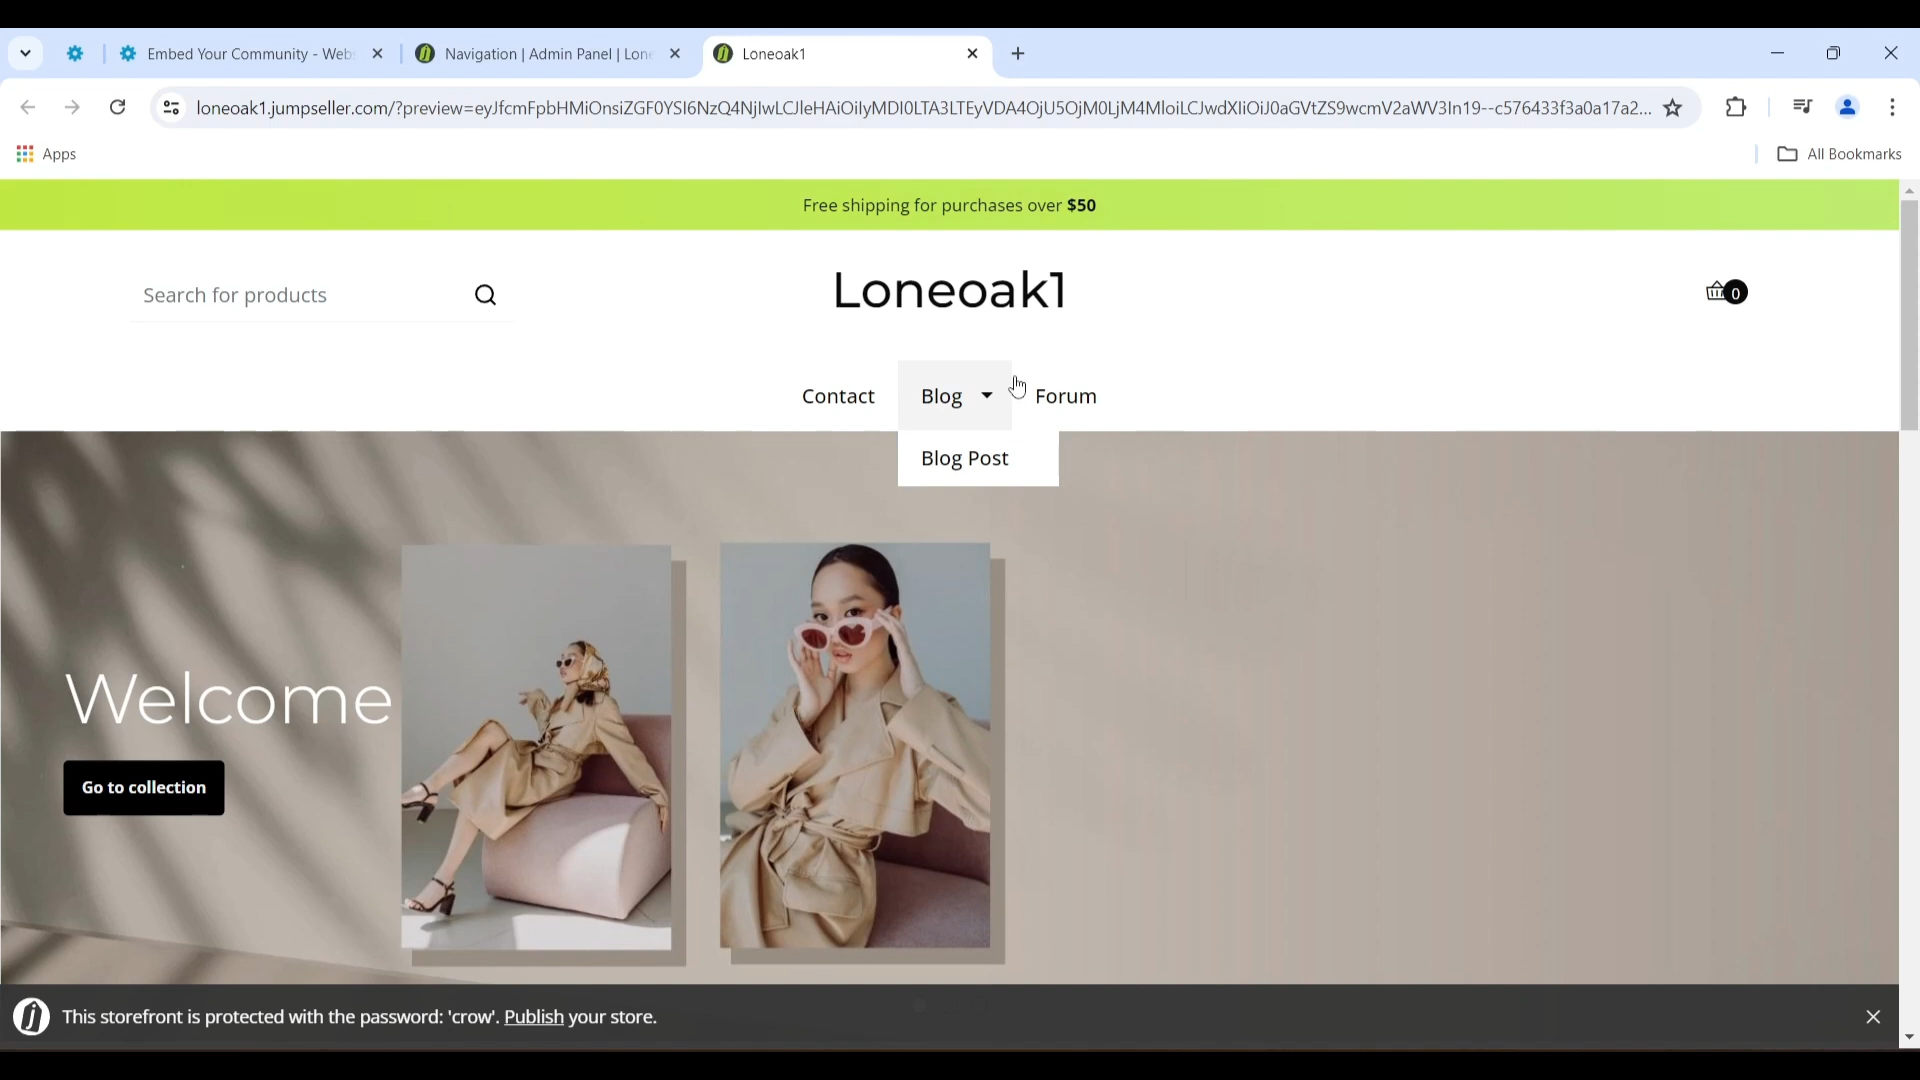 Embed Your Community - Webs
Navigation | Admin Panel | Lone
Loneoak1
loneoak1.jumpseller.com/?preview=eyJfcmFpbHMiOnsiZGF0YSI6NzQ4NjIwLCJleHAiOiIyMDI0LTA3LTEyVDA4OjU5OjM0LjM4MloiLCJwdXIiOiJ0aGVtZS9wcmV2aWV3In19--c576433f3a0a17a2...
Apps
All Bookmarks
Free shipping for purchases over $50
Search for products
Loneoak1
0
Contact Blog Forum
Blog Post
Welcome
Go to collection
This storefront is protected with the password: 'crow'. Publish your store.